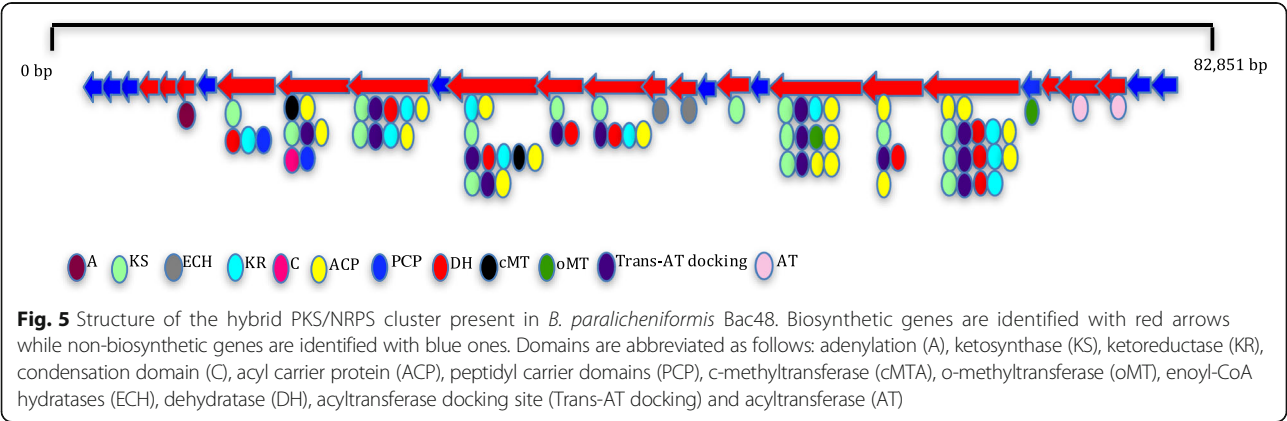 0 bp
82,851 bp
A KS ECH KR C ACP PCP DH cMT oMT Trans-AT docking AT
Fig. 5 Structure of the hybrid PKS/NRPS cluster present in B. paralicheniformis Bac48. Biosynthetic genes are identified with red arrows
while non-biosynthetic genes are identified with blue ones. Domains are abbreviated as follows: adenylation (A), ketosynthase (KS), ketoreductase (KR),
condensation domain (C), acyl carrier protein (ACP), peptidyl carrier domains (PCP), c-methyltransferase (cMTA), o-methyltransferase (oMT), enoyl-CoA
hydratases (ECH), dehydratase (DH), acyltransferase docking site (Trans-AT docking) and acyltransferase (AT)